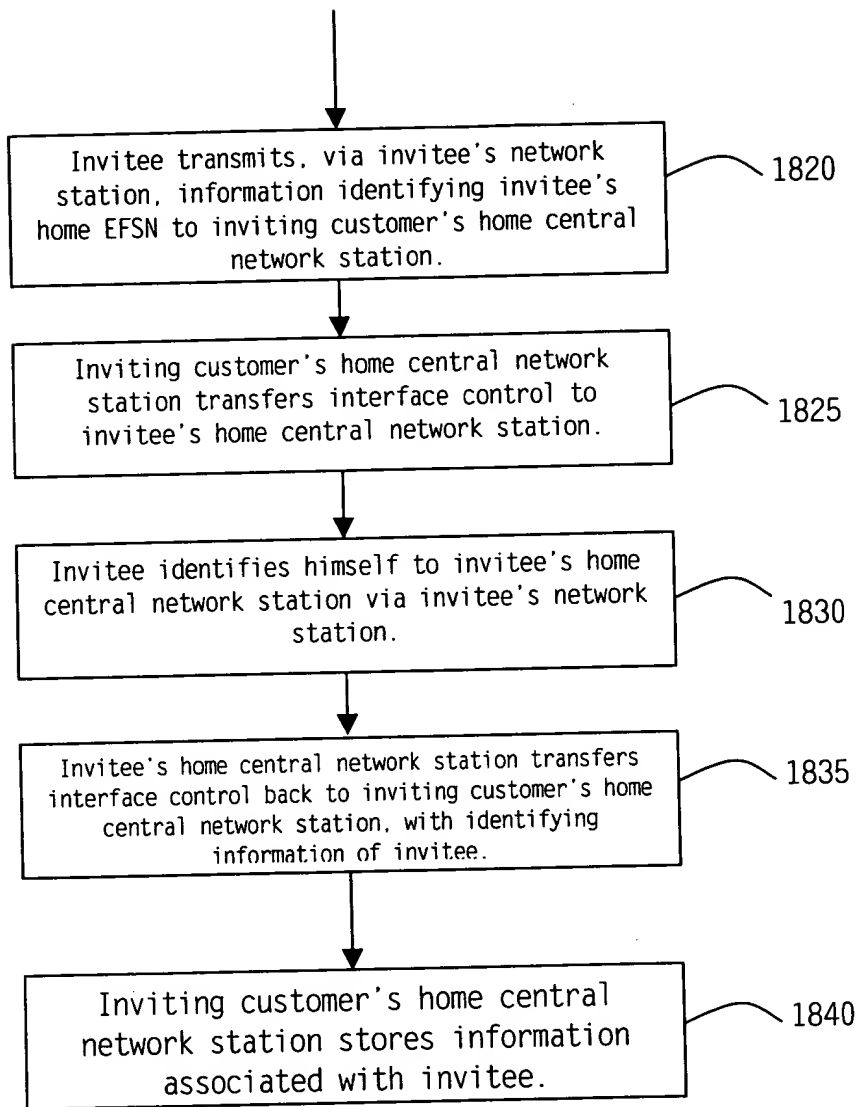 Invitee transmits, via invitee's network
station, information identifying invitee's
home EFSN to inviting customer's home central
network station.
1820
Inviting customer's home central network
station transfers interface control to
invitee's home central network station.
1825
Invitee identifies himself to invitee's home
central network station via invitee's network
station.
1830
Invitee's home central network station transfers
interface control back to inviting customer's home
central network station, with identifying
information of invitee.
1835
Inviting customer's home central
network station stores information
associated with invitee.
1840